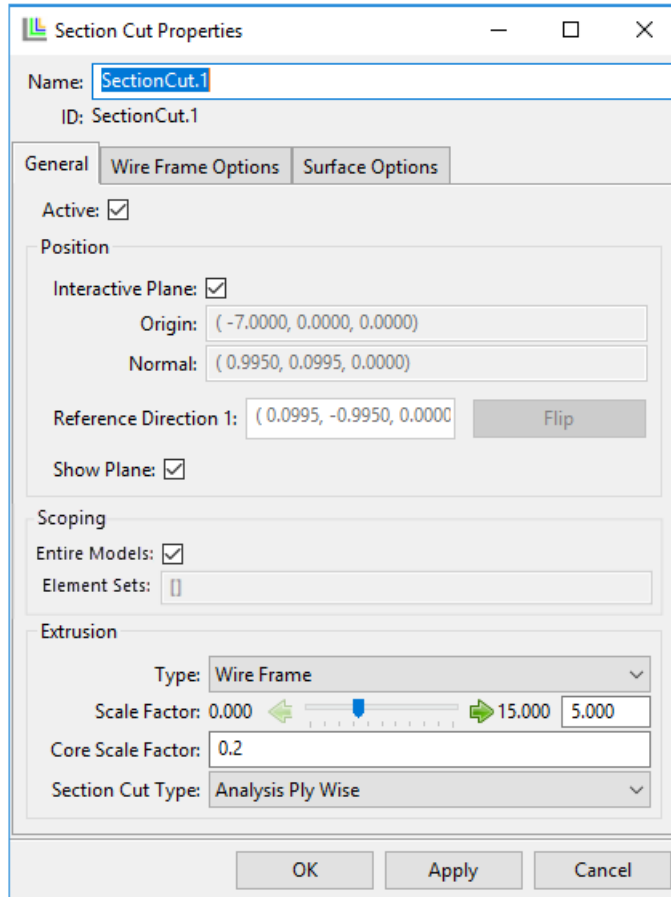 Section Cut Properties
Name: SectionCut.1
ID: SectionCut.1
General Wire Frame Options Surface Options
Active:
Position
Interactive Plane:
Origin: ( -7.0000, 0.0000, 0.0000)
Normal: ( 0.9950, 0.0995, 0.0000)
Reference Direction 1: ( 0.0995, -0.9950, 0.0000 Flip
Show Plane:
Scoping
Entire Models:
Element Sets: []
Extrusion
Type: Wire Frame
Scale Factor: 0.000 15.000 5.000
Core Scale Factor: 0.2
Section Cut Type: Analysis Ply Wise
OK Apply Cancel